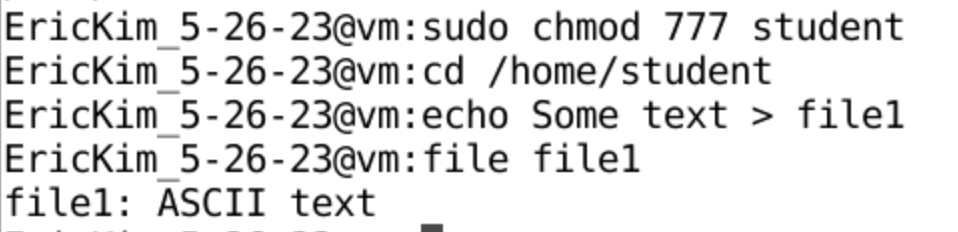 EricKim_5-26-23@vm:sudo chmod 777 student
EricKim_5-26-23@vm:cd /home/student
EricKim_5-26-23@vm:echo Some text > file1
EricKim_5-26-23@vm:file file1
file1: ASCII text